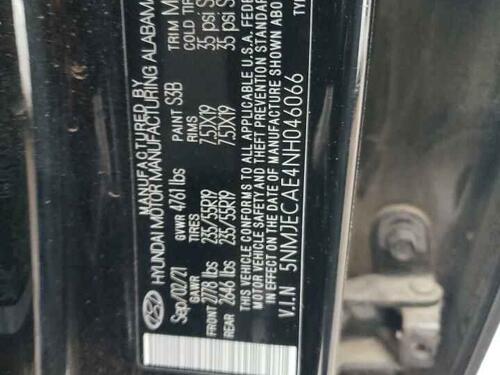 MANUFACTURED BY
HYUNDAI MOTOR MANUFACTURING ALABAMA
Sep/02/21 GVWR 4761 lbs PAINT S3B TRIM M
GAWR TIRES RIMS COLD TIR
FRONT 2778 lbs 235/55R19 7.5JX19 35 psi S
REAR 2646 lbs 235/55R19 7.5JX19 35 psi S
THIS VEHICLE CONFORMS TO ALL APPLICABLE U.S.A. FEDE
MOTOR VEHICLE SAFETY AND THEFT PREVENTION STANDAR
IN EFFECT ON THE DATE OF MANUFACTURE SHOWN ABOV
V.I.N 5NMJECAE4NH046066 TYP